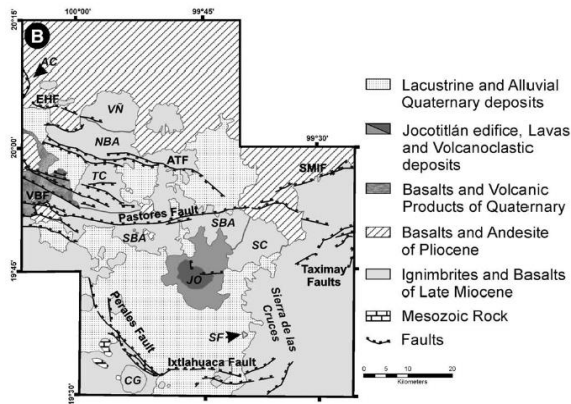 B
100°00'
99°45'
20°15'
AC
EHF
VÑ
NBA
20°00'
99°30'
ATF
SMIF
TC
VBF
Pastores Fault
SBA
SBA
SC
19°45'
JO
Taximay
Faults
Perales Fault
Sierra de las
Cruces
SF
Ixtlahuaca Fault
CG
19°30'
Lacustrine and Alluvial
Quaternary deposits
Jocotitlán edifice, Lavas
and Volcanoclastic
deposits
Basalts and Volcanic
Products of Quaternary
Basalts and Andesite
of Pliocene
Ignimbrites and Basalts
of Late Miocene
Mesozoic Rock
Faults
0 5 10 20
Kilometers